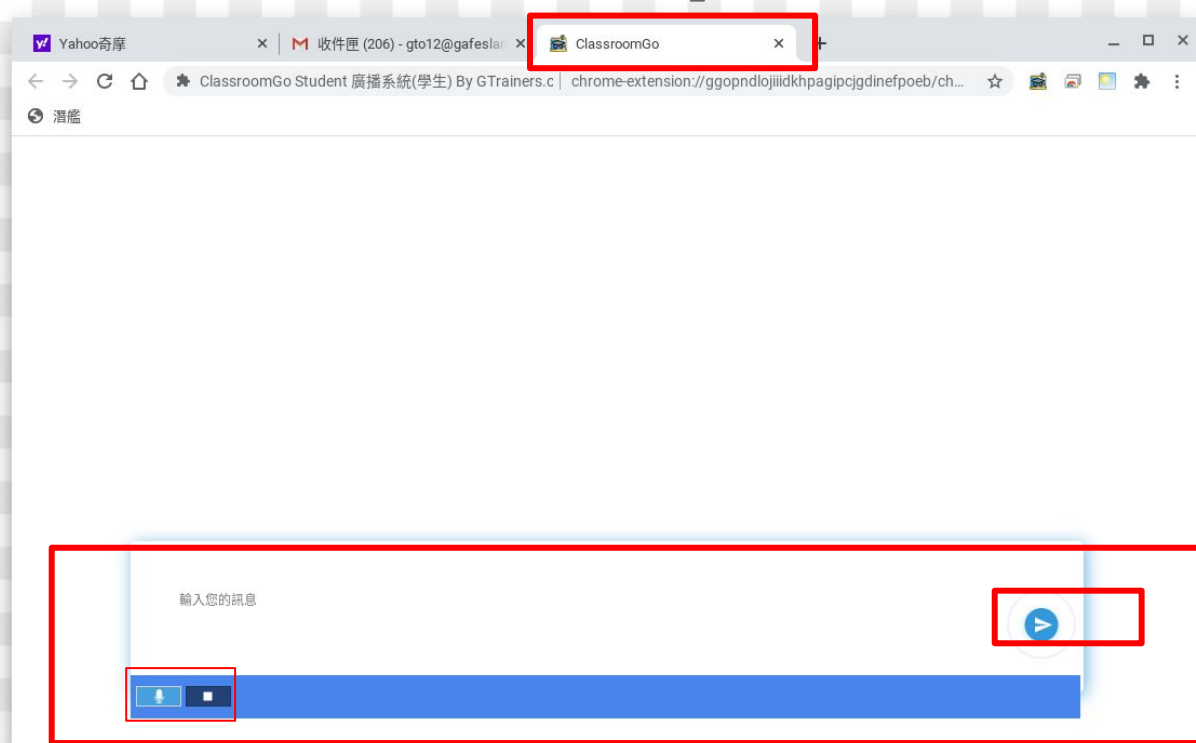 Yahoo奇摩
收件匣 (206) - gto12@gafeslar
ClassroomGo
ClassroomGo Student 廣播系統(學生) By GTrainers.c | chrome-extension://ggopndlojiiidkhpagipcjgdinefpoeb/ch...
潛艦
輸入您的訊息